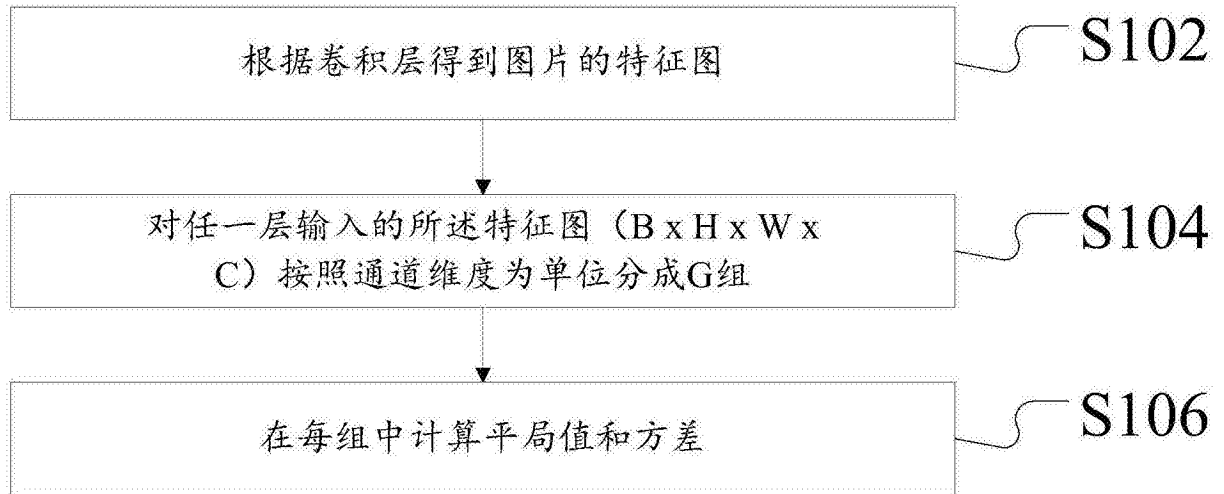 根据卷积层得到图片的特征图
S102
对任一层输入的所述特征图（B x H x W x
C）按照通道维度为单位分成G组
S104
在每组中计算平局值和方差
S106